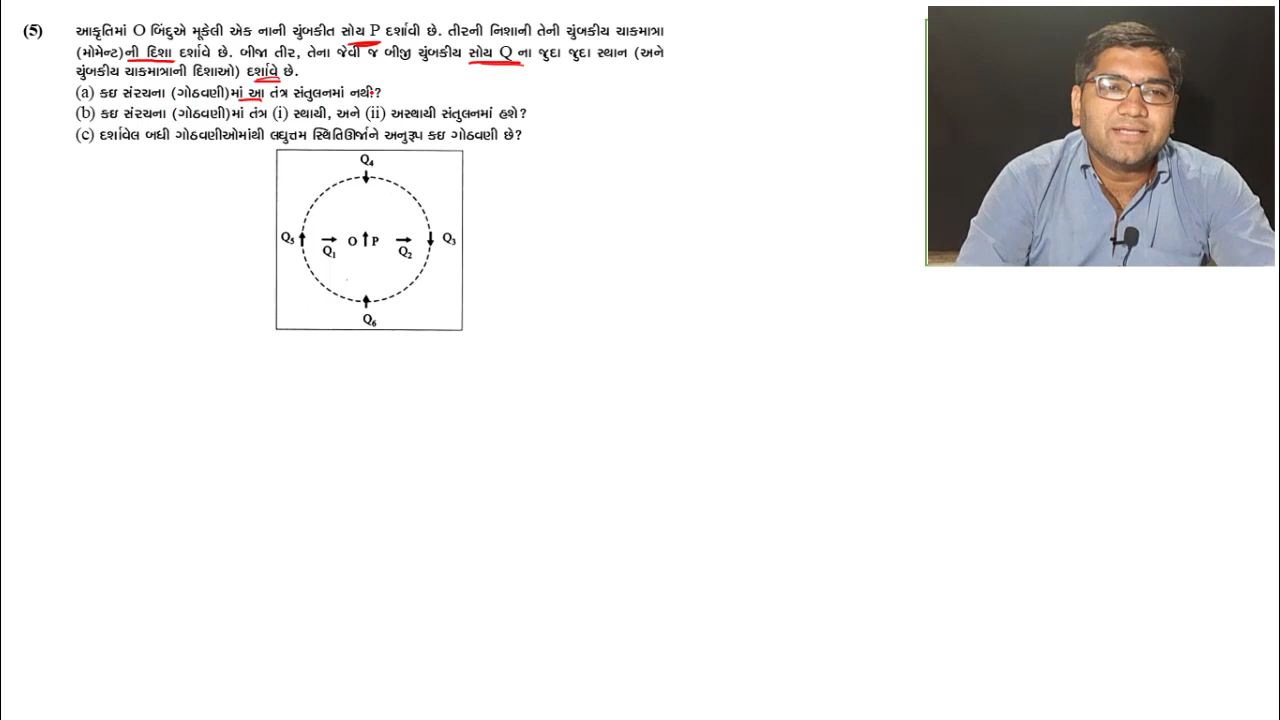 (5) આકૃતિમાં O બિંદુએ મૂકેલી એક નાની ચુંબકીત સોય P દર્શાવી છે. તીરની નિશાની તેની ચુંબકીય ચાકમાત્રા
(મોમેન્ટ)ની દિશા દર્શાવે છે. બીજા તીર, તેના જેવી જ બીજી ચુંબકીય સોય Q ના જુદા જુદા સ્થાન (અને
ચુંબકીય ચાકમાત્રાની દિશાઓ) દર્શાવે છે.
(a) કઇ સંરચના (ગોઠવણી)માં આ તંત્ર સંતુલનમાં નથી?
(b) કઇ સંરચના (ગોઠવણી)માં તંત્ર (i) સ્થાયી, અને (ii) અસ્થાયી સંતુલનમાં હશે?
(c) દર્શાવેલ બધી ગોઠવણીઓમાંથી લઘુત્તમ સ્થિતિઊર્જાને અનુરૂપ કઇ ગોઠવણી છે?
Q4
Q5 Q1 O P Q2 Q3
Q6